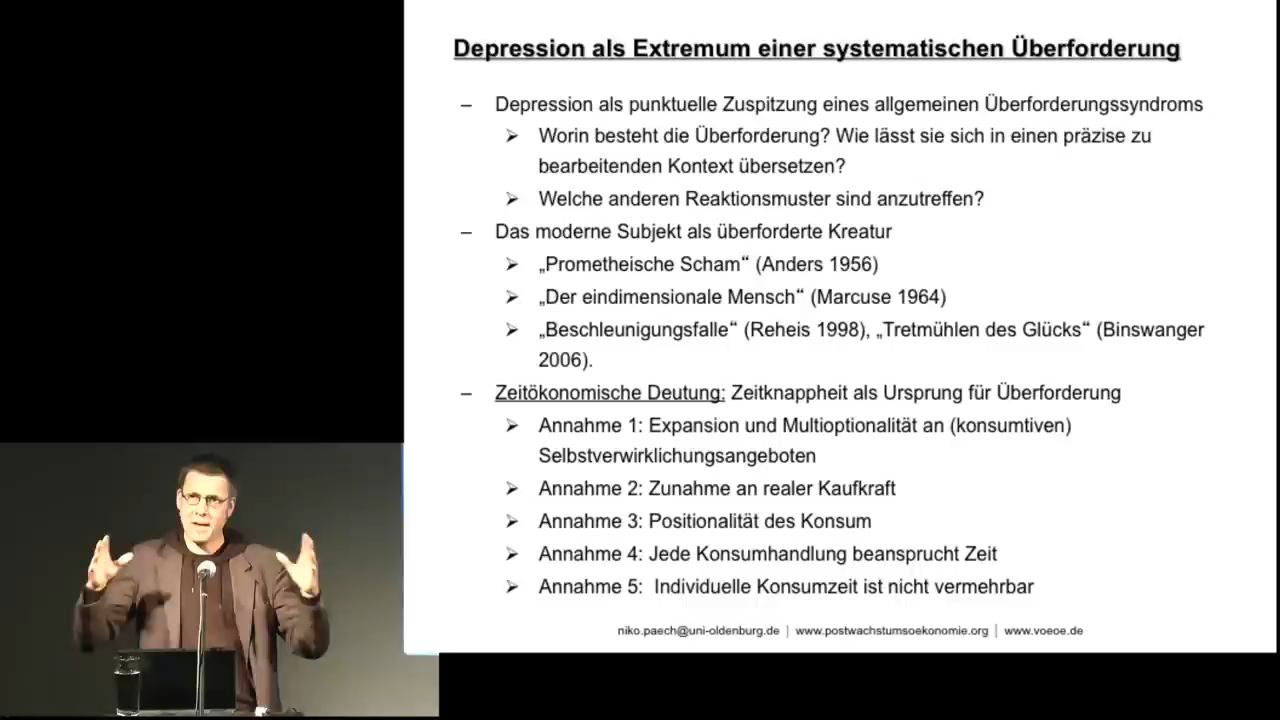 Depression als Extremum einer systematischen Überforderung
– Depression als punktuelle Zuspitzung eines allgemeinen Überforderungssyndroms
➢ Worin besteht die Überforderung? Wie lässt sie sich in einen präzise zu
bearbeitenden Kontext übersetzen?
➢ Welche anderen Reaktionsmuster sind anzutreffen?
– Das moderne Subjekt als überforderte Kreatur
➢ „Prometheische Scham“ (Anders 1956)
➢ „Der eindimensionale Mensch“ (Marcuse 1964)
➢ „Beschleunigungsfalle“ (Reheis 1998), „Tretmühlen des Glücks“ (Binswanger
2006).
– Zeitökonomische Deutung: Zeitknappheit als Ursprung für Überforderung
➢ Annahme 1: Expansion und Multioptionalität an (konsumtiven)
Selbstverwirklichungsangeboten
➢ Annahme 2: Zunahme an realer Kaufkraft
➢ Annahme 3: Positionalität des Konsum
➢ Annahme 4: Jede Konsumhandlung beansprucht Zeit
➢ Annahme 5: Individuelle Konsumzeit ist nicht vermehrbar
niko.paech@uni-oldenburg.de | www.postwachstumsoekonomie.org | www.voeoe.de